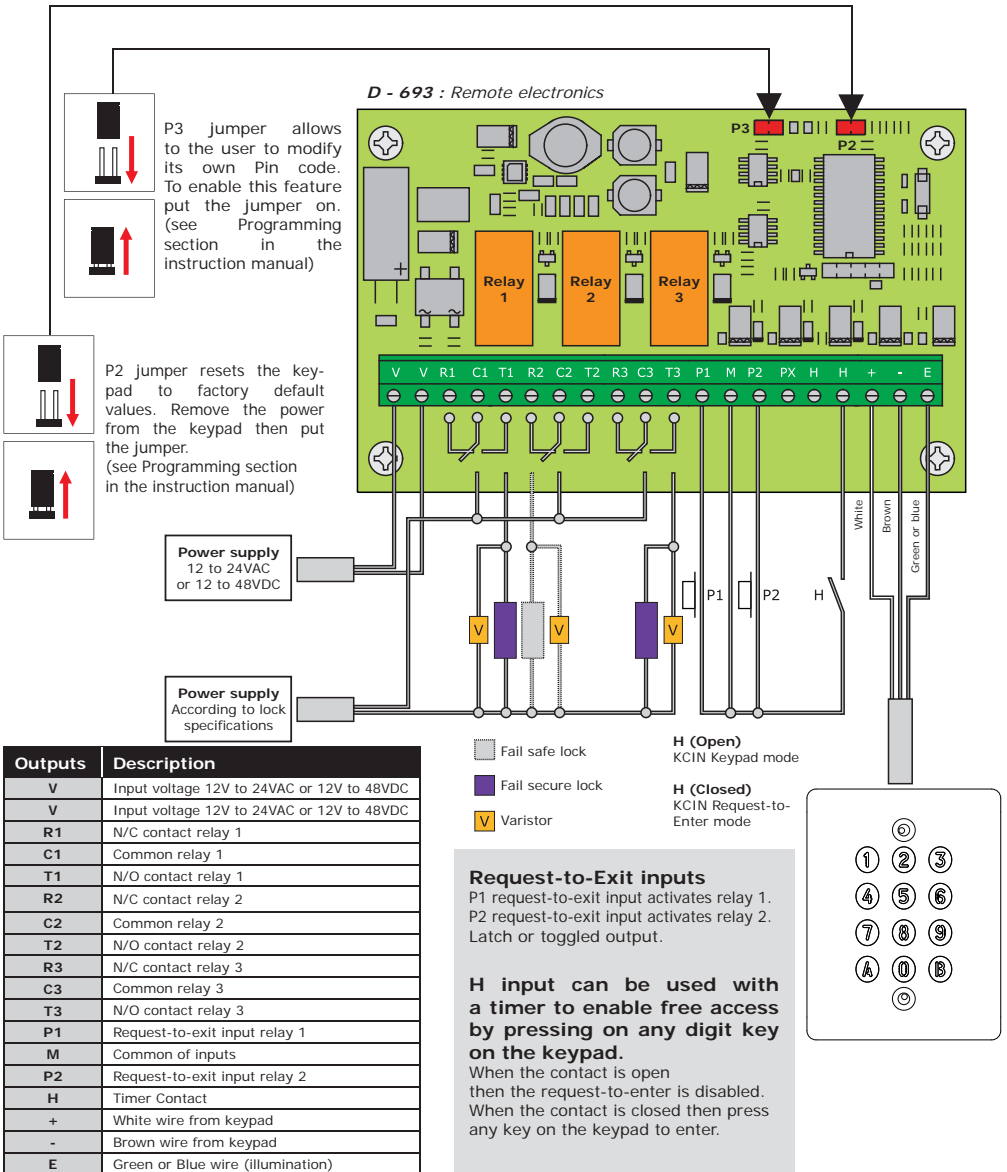 D - 693 : Remote electronics
P3 jumper allows
to the user to modify
its own Pin code.
To enable this feature
put the jumper on.
(see Programming
section in the
instruction manual)
P3
P2
Relay
1
Relay
2
Relay
3
+
~ ~
P2 jumper resets the key-
pad to factory default
values. Remove the power
from the keypad then put
the jumper.
(see Programming section
in the instruction manual)
V V R1 C1 T1 R2 C2 T2 R3 C3 T3 P1 M P2 PX H H + - E
White
Brown
Green or blue
Power supply
12 to 24VAC
or 12 to 48VDC
P1
P2
H
V
V
V
Power supply
According to lock
specifications
Fail safe lock
Fail secure lock
V Varistor
H (Open)
KCIN Keypad mode
H (Closed)
KCIN Request-to-
Enter mode
Outputs Description
V Input voltage 12V to 24VAC or 12V to 48VDC
V Input voltage 12V to 24VAC or 12V to 48VDC
R1 N/C contact relay 1
C1 Common relay 1
T1 N/O contact relay 1
R2 N/C contact relay 2
C2 Common relay 2
T2 N/O contact relay 2
R3 N/C contact relay 3
C3 Common relay 3
T3 N/O contact relay 3
P1 Request-to-exit input relay 1
M Common of inputs
P2 Request-to-exit input relay 2
H Timer Contact
+ White wire from keypad
- Brown wire from keypad
E Green or Blue wire (illumination)
Request-to-Exit inputs
P1 request-to-exit input activates relay 1.
P2 request-to-exit input activates relay 2.
Latch or toggled output.
H input can be used with
a timer to enable free access
by pressing on any digit key
on the keypad.
When the contact is open
then the request-to-enter is disabled.
When the contact is closed then press
any key on the keypad to enter.
1 2 3
4 5 6
7 8 9
A 0 B